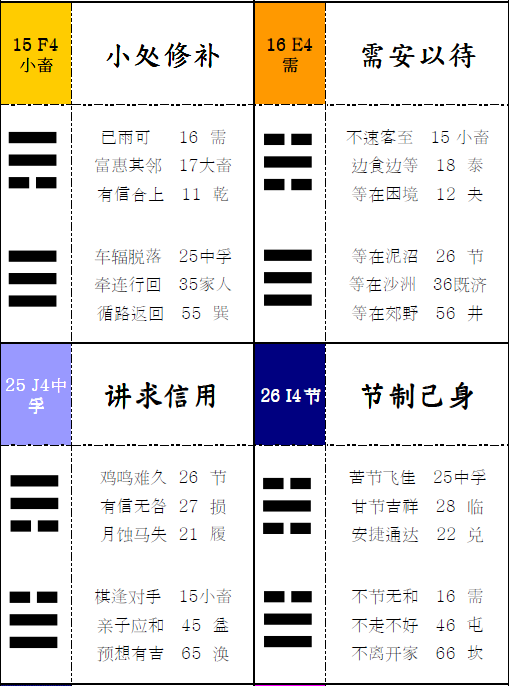 15 F4
小畜
小处修补
已雨可 16 需
富惠其邻 17大畜
有信台上 11 乾
车辐脱落 25中孚
牵连行回 35家人
循路返回 55 巽
16 E4
需
需安以待
不速客至 15 小畜
边食边等 18 泰
等在困境 12 夬
等在泥沼 26 节
等在沙洲 36既济
等在郊野 56 井
25 J4中
孚
讲求信用
鸡鸣难久 26 节
有信无咎 27 损
月蚀马失 21 履
棋逢对手 15小畜
亲子应和 45 益
预想有吉 65 涣
26 I4节
节制己身
苦节飞佳 25中孚
甘节吉祥 28 临
安捷通达 22 兑
不节无和 16 需
不走不好 46 屯
不离开家 66 坎